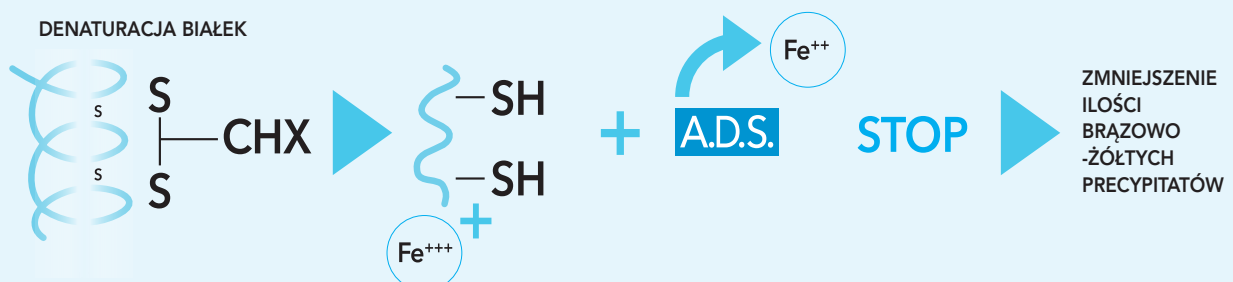 DENATURACJA BIAŁEK
S
S
S
S
CHX
SH
SH
Fe+++
+
+
A.D.S.
Fe++
STOP
ZMNIEJSZENIE
ILOŚCI
BRĄZOWO
-ŻÓŁTYCH
PRECYPITATÓW